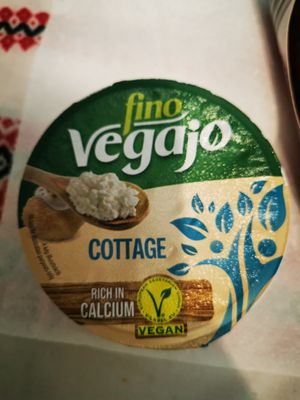 fino
Vegajo
COTTAGE
RICH IN
CALCIUM
VEGAN